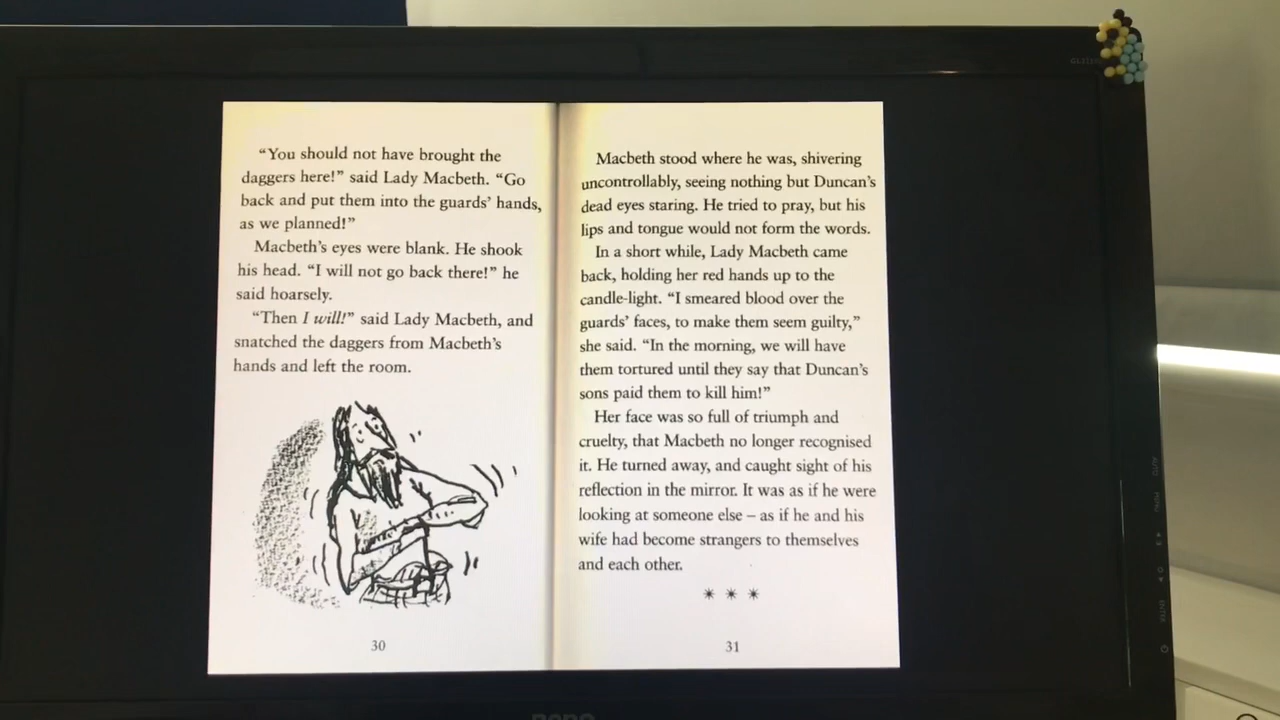 “You should not have brought the
daggers here!” said Lady Macbeth. “Go
back and put them into the guards’ hands,
as we planned!”
Macbeth’s eyes were blank. He shook
his head. “I will not go back there!” he
said hoarsely.
“Then I will!” said Lady Macbeth, and
snatched the daggers from Macbeth’s
hands and left the room.
30
Macbeth stood where he was, shivering
uncontrollably, seeing nothing but Duncan’s
dead eyes staring. He tried to pray, but his
lips and tongue would not form the words.
In a short while, Lady Macbeth came
back, holding her red hands up to the
candle-light. “I smeared blood over the
guards’ faces, to make them seem guilty,”
she said. “In the morning, we will have
them tortured until they say that Duncan’s
sons paid them to kill him!”
Her face was so full of triumph and
cruelty, that Macbeth no longer recognised
it. He turned away, and caught sight of his
reflection in the mirror. It was as if he were
looking at someone else – as if he and his
wife had become strangers to themselves
and each other.
✳ ✳ ✳
31
AUTO
MENU
ENTER